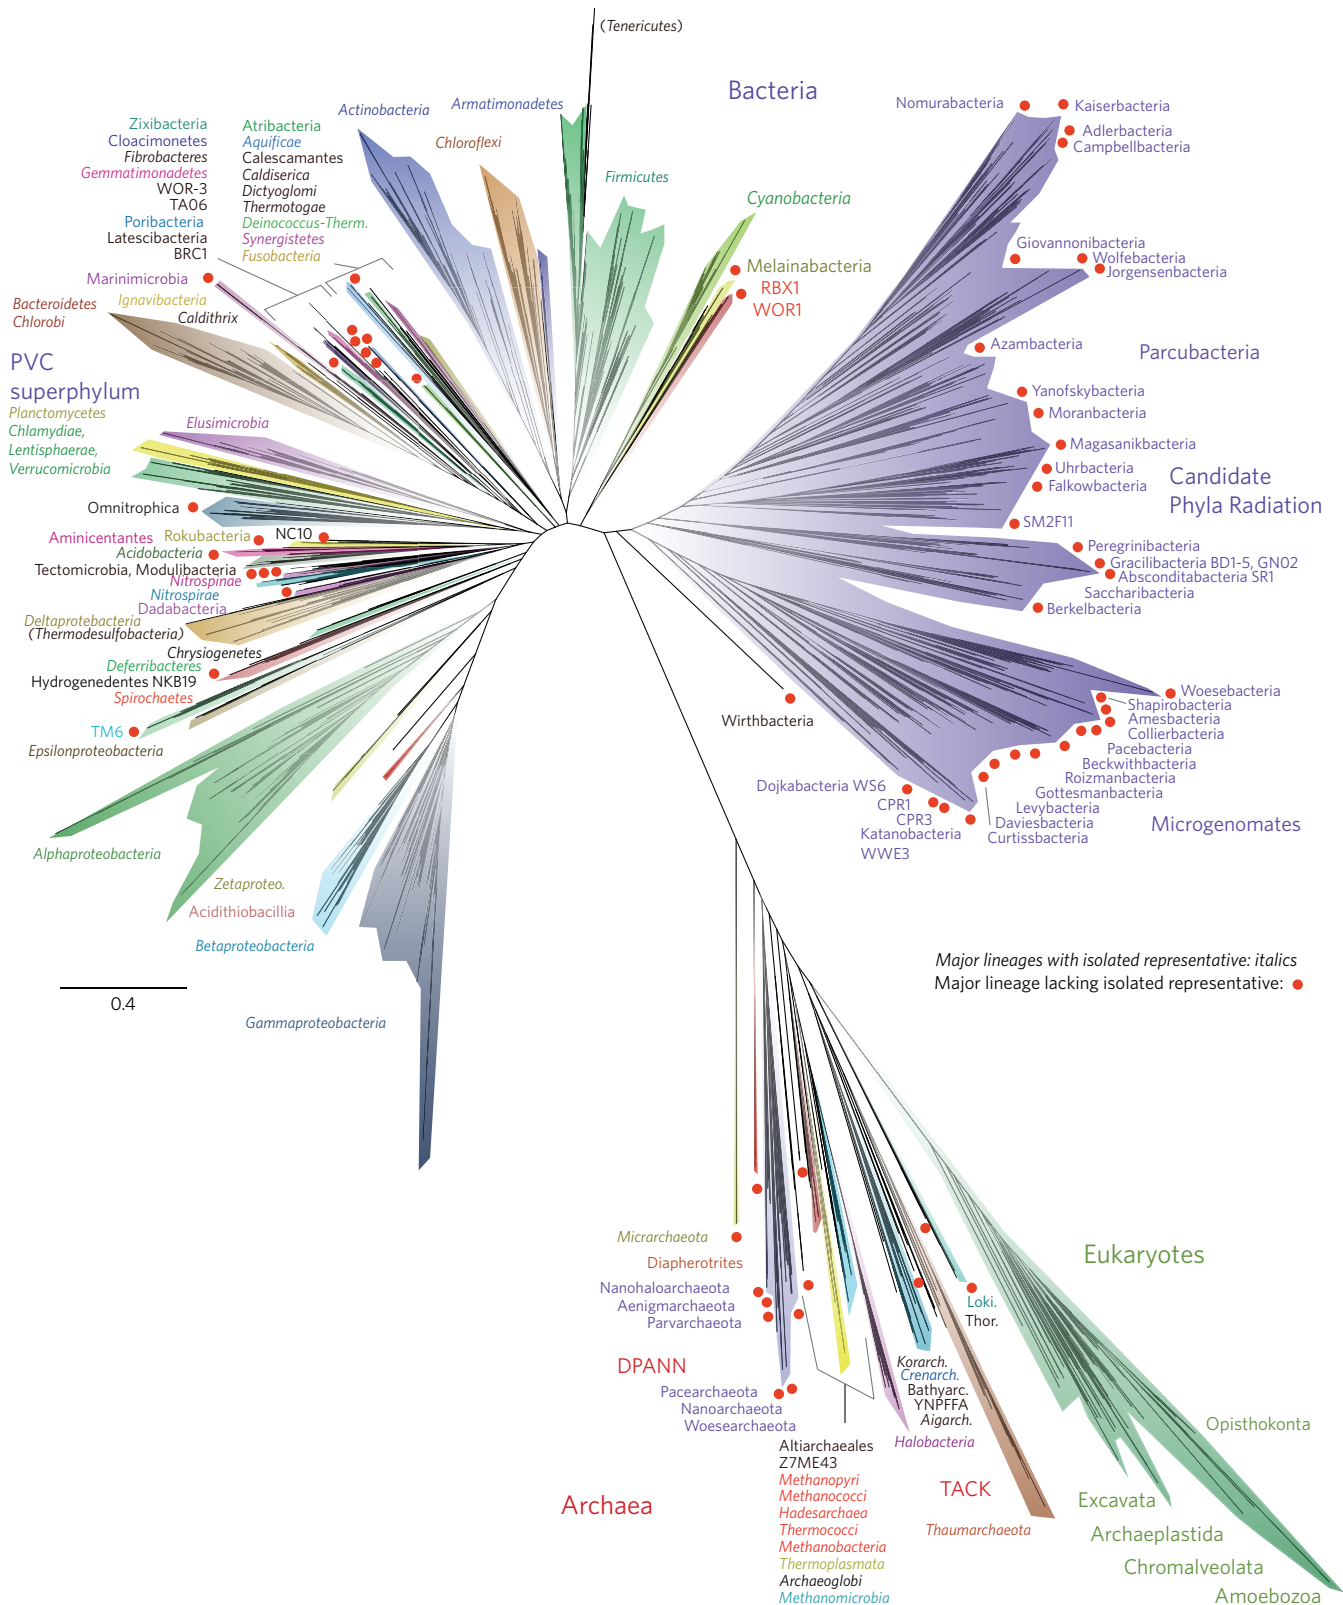 (Tenericutes)
Bacteria
Actinobacteria
Armatimonadetes
Chloroflexi
Firmicutes
Cyanobacteria
Melainabacteria
RBX1
WOR1
Zixibacteria
Cloacimonetes
Fibrobacteres
Gemmatimonadetes
WOR-3
TA06
Poribacteria
Latescibacteria
BRC1
Atribacteria
Aquificae
Calescamantes
Caldiserica
Dictyoglomi
Thermotogae
Deinococcus-Therm.
Synergistetes
Fusobacteria
Marinimicrobia
Bacteroidetes
Chlorobi
Ignavibacteria
Caldithrix
PVC
superphylum
Planctomycetes
Chlamydiae,
Lentisphaerae,
Verrucomicrobia
Elusimicrobia
Omnitrophica
Aminicentantes
Rokubacteria
NC10
Acidobacteria
Tectomicrobia, Modulibacteria
Nitrospinae
Nitrospirae
Dadabacteria
Deltaprotebacteria
(Thermodesulfobacteria)
Chrysiogenetes
Deferribacteres
Hydrogenedentes NKB19
Spirochaetes
TM6
Epsilonproteobacteria
Alphaproteobacteria
Zetaproteo.
Acidithiobacillia
Betaproteobacteria
Gammaproteobacteria
0.4
Nomurabacteria
Kaiserbacteria
Adlerbacteria
Campbellbacteria
Giovannonibacteria
Wolfebacteria
Jorgensenbacteria
Azambacteria
Parcubacteria
Yanofskybacteria
Moranbacteria
Magasanikbacteria
Uhrbacteria
Falkowbacteria
Candidate
Phyla Radiation
SM2F11
Peregrinibacteria
Gracilibacteria BD1-5, GN02
Absconditabacteria SR1
Saccharibacteria
Berkelbacteria
Woesebacteria
Shapirobacteria
Amesbacteria
Collierbacteria
Pacebacteria
Beckwithbacteria
Roizmanbacteria
Gottesmanbacteria
Levybacteria
Daviesbacteria
Curtissbacteria
Microgenomates
Wirthbacteria
Dojkabacteria WS6
CPR1
CPR3
Katanobacteria
WWE3
Major lineages with isolated representative: italics
Major lineage lacking isolated representative:
Micrarchaeota
Diapherotrites
Nanohaloarchaeota
Aenigmarchaeota
Parvarchaeota
DPANN
Pacearchaeota
Nanoarchaeota
Woesearchaeota
Altiarchaeales
Z7ME43
Methanopyri
Methanococci
Hadesarchaea
Thermococci
Methanobacteria
Thermoplasmata
Archaeoglobi
Methanomicrobia
Archaea
Halobacteria
Korarch.
Crenarch.
Bathyarc.
YNPFFA
Aigarch.
TACK
Thaumarchaeota
Loki.
Thor.
Eukaryotes
Opisthokonta
Excavata
Archaeplastida
Chromalveolata
Amoebozoa